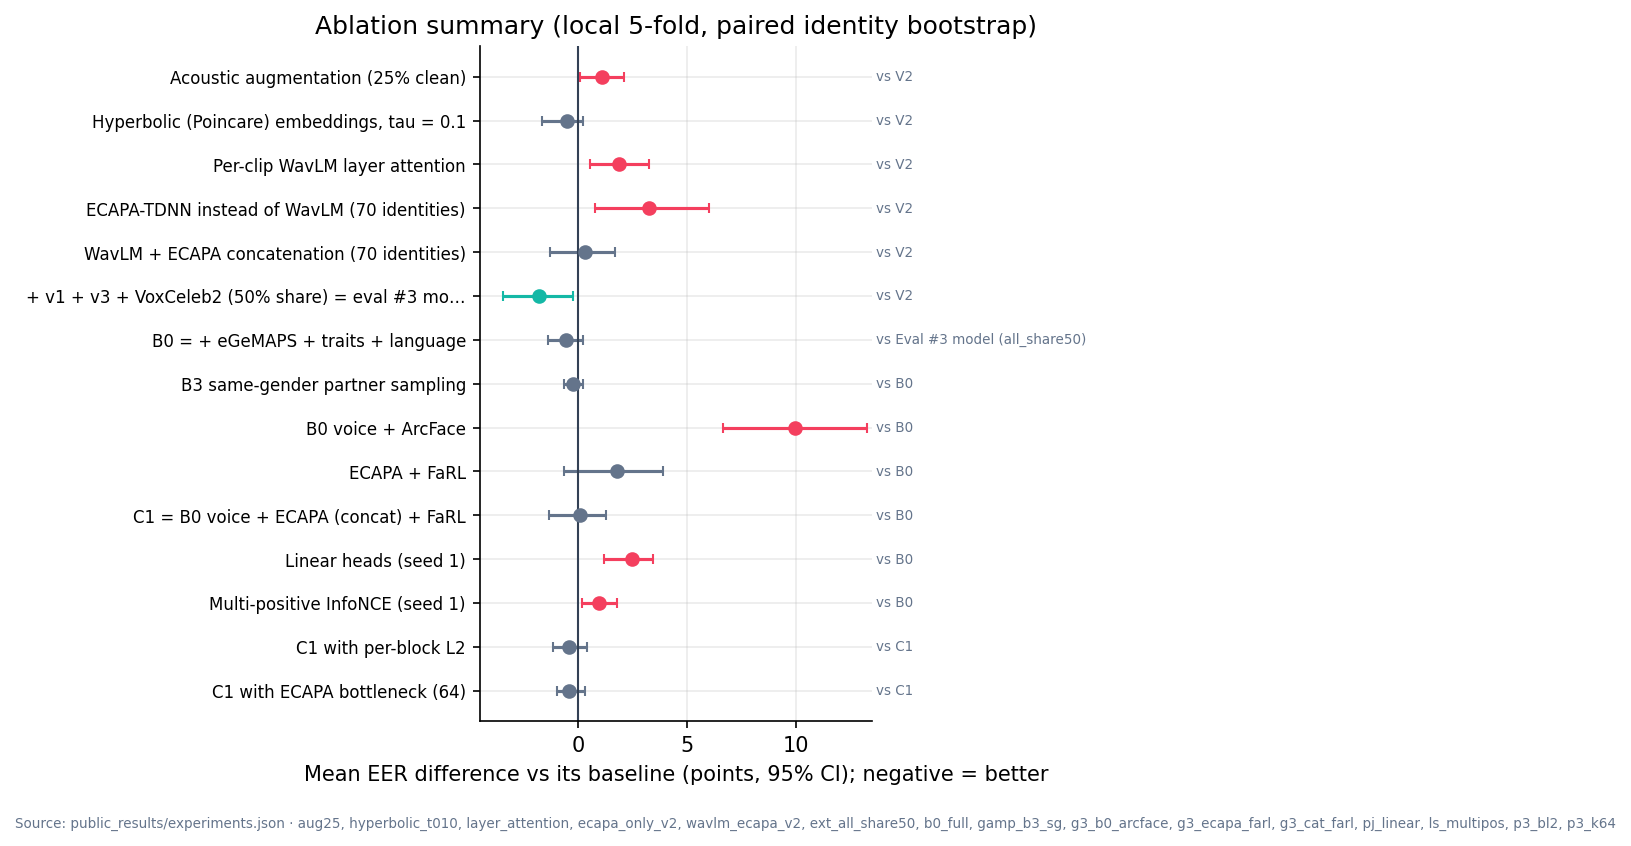 Ablation summary (local 5-fold, paired identity bootstrap)
Acoustic augmentation (25% clean) vs V2
Hyperbolic (Poincare) embeddings, tau = 0.1 vs V2
Per-clip WavLM layer attention vs V2
ECAPA-TDNN instead of WavLM (70 identities) vs V2
WavLM + ECAPA concatenation (70 identities) vs V2
+ v1 + v3 + VoxCeleb2 (50% share) = eval #3 mo… vs V2
B0 = + eGeMAPS + traits + language vs Eval #3 model (all_share50)
B3 same-gender partner sampling vs B0
B0 voice + ArcFace vs B0
ECAPA + FaRL vs B0
C1 = B0 voice + ECAPA (concat) + FaRL vs B0
Linear heads (seed 1) vs B0
Multi-positive InfoNCE (seed 1) vs B0
C1 with per-block L2 vs C1
C1 with ECAPA bottleneck (64) vs C1
0 5 10
Mean EER difference vs its baseline (points, 95% CI); negative = better
Source: public_results/experiments.json · aug25, hyperbolic_t010, layer_attention, ecapa_only_v2, wavlm_ecapa_v2, ext_all_share50, b0_full, gamp_b3_sg, g3_b0_arcface, g3_ecapa_farl, g3_cat_farl, pj_linear, ls_multipos, p3_bl2, p3_k64